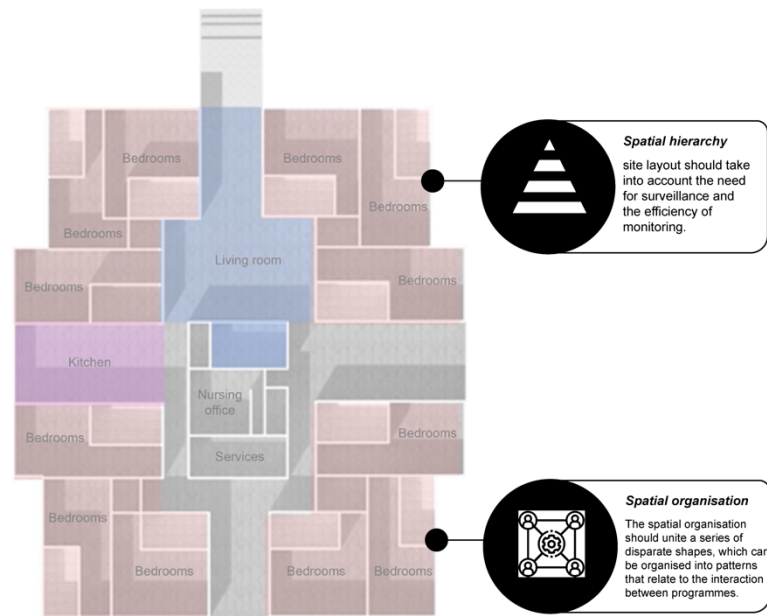 Bedrooms
Bedrooms
Spatial hierarchy
site layout should take
into account the need
for surveillance and
the efficiency of
monitoring.
Bedrooms
Bedrooms
Living room
Bedrooms
Bedrooms
Kitchen
Nursing
office
Bedrooms
Bedrooms
Services
Bedrooms
Bedrooms
Bedrooms
Bedrooms
Bedrooms
Spatial organisation
The spatial organisation
should unite a series of
disparate shapes, which can
be organised into patterns
that relate to the interaction
between programmes.